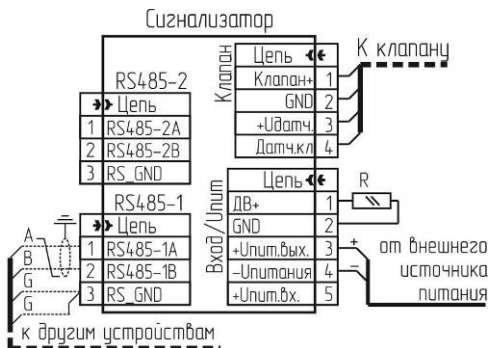 Сигнализатор
RS485-2
Цепь
1 RS485-2A
2 RS485-2B
3 RS_GND
RS485-1
Цепь
1 RS485-1A
2 RS485-1B
3 RS_GND
A
B
G
G
к другим устройствам
Клапан
Цепь
Клапан+ 1
GND 2
+Uдатч. 3
Датч.кл 4
К клапану
Вход/Uпит
Цепь
ДВ+ 1
GND 2
+Uпит.вых. 3
-Uпитания 4
+Uпит.вх. 5
R
+
–
от внешнего
источника
питания